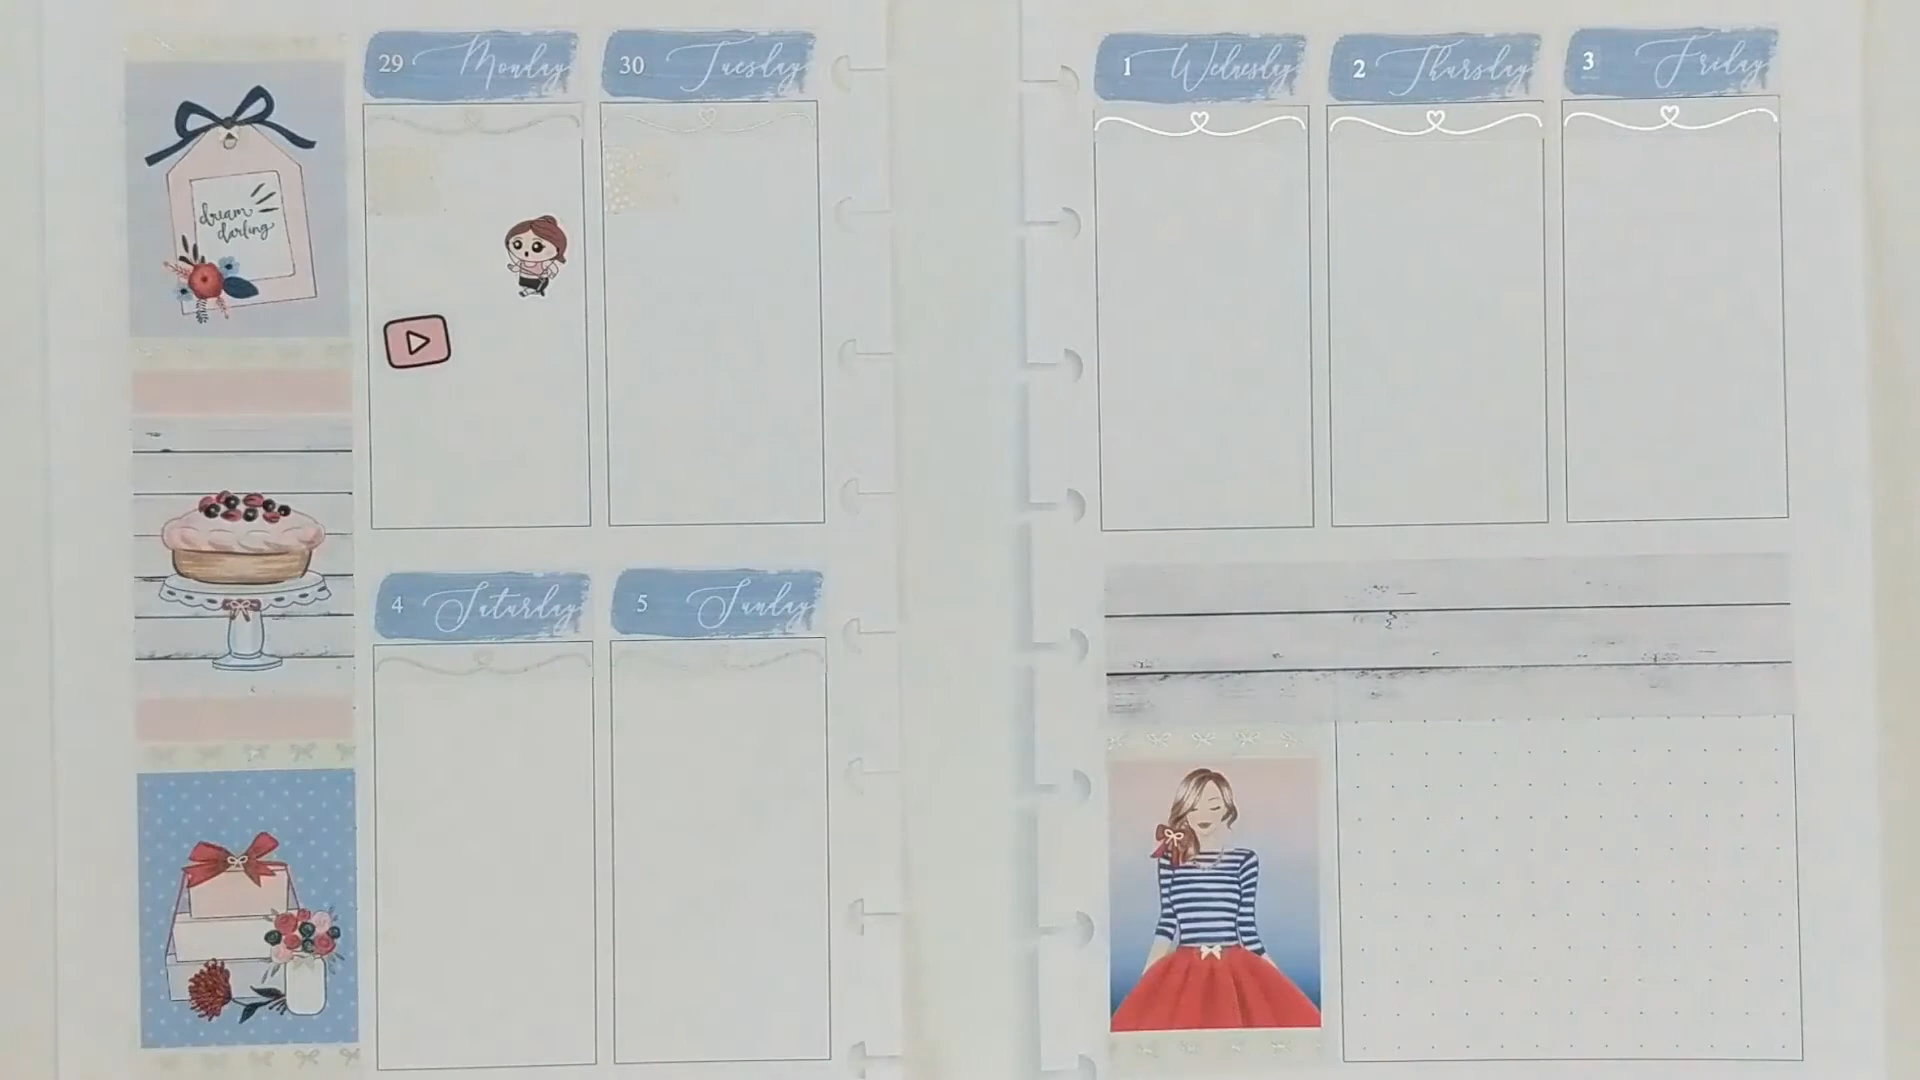 29 Monday
30 Tuesday
1 Wednesday
2 Thursday
3 Friday
dream
darling
4 Saturday
5 Sunday